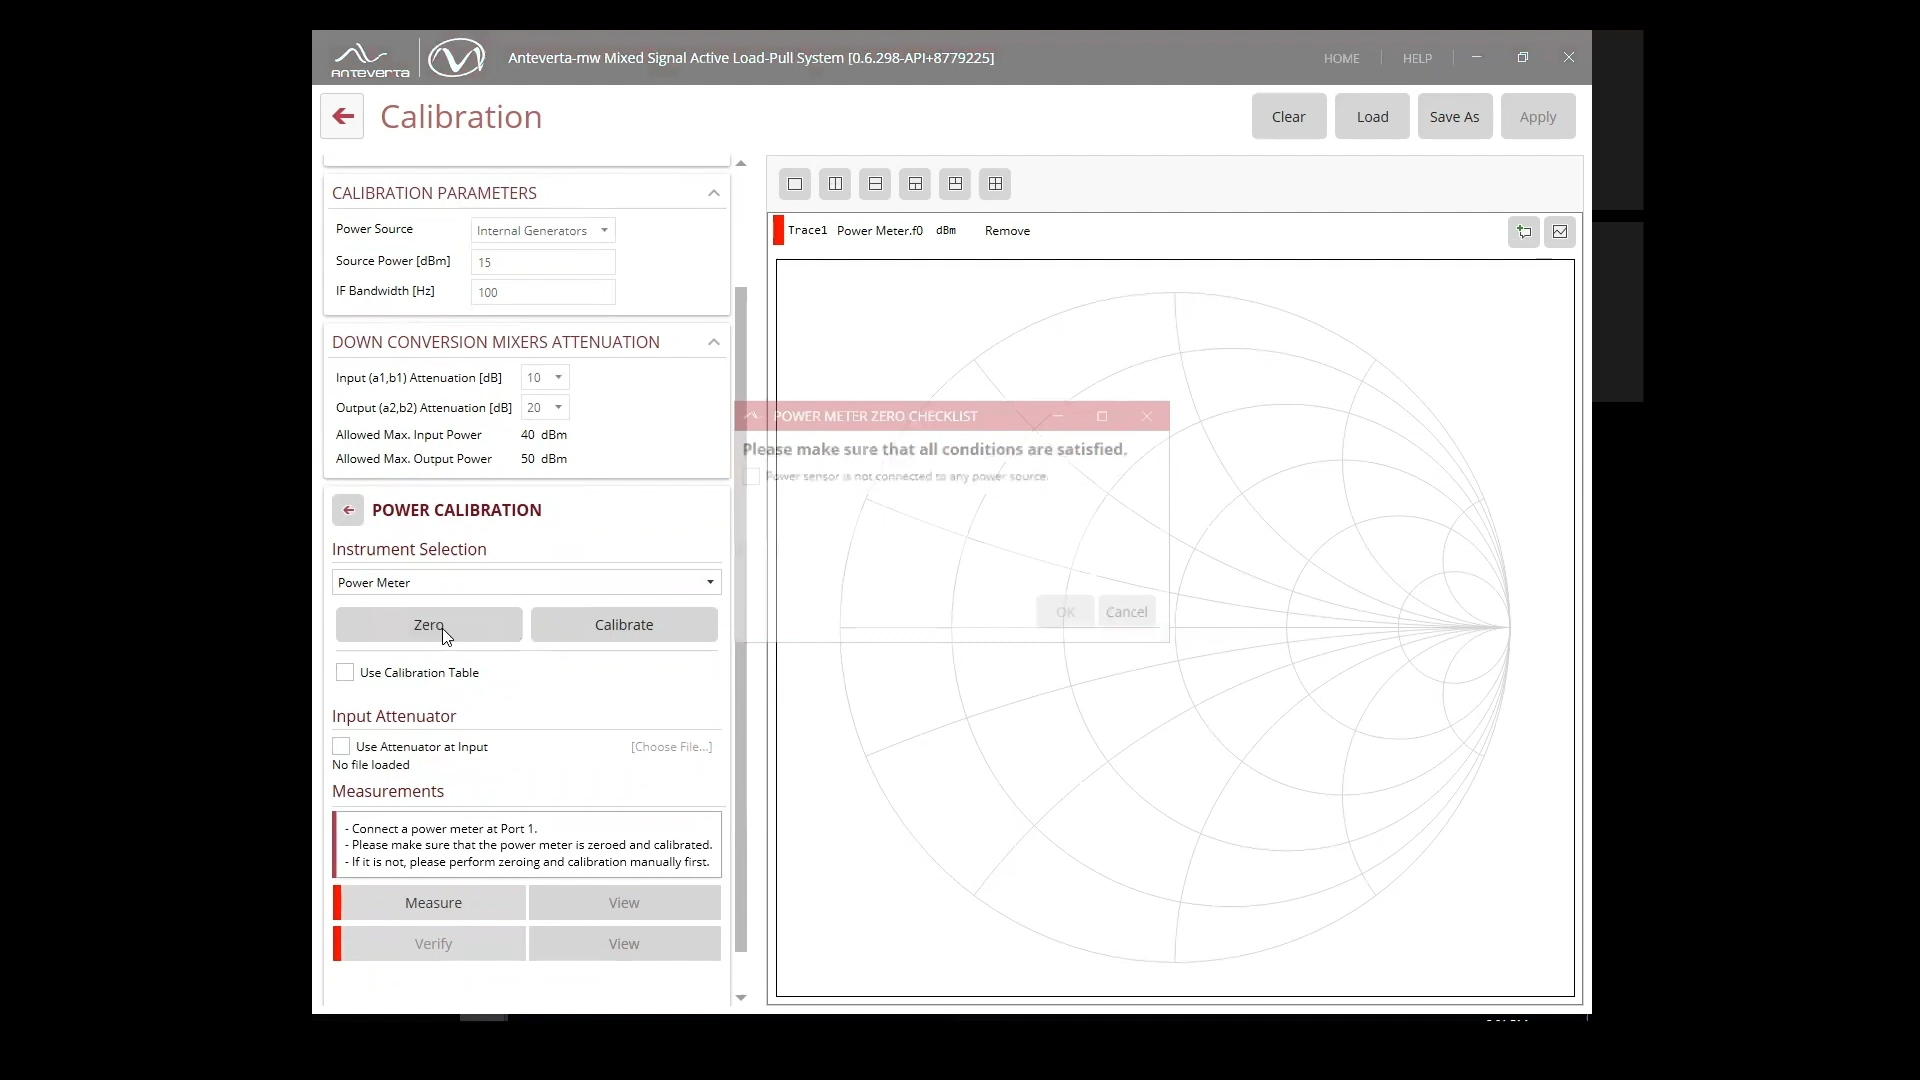 ANTEVERTA
Anteverta-mw Mixed Signal Active Load-Pull System [0.6.298-API+8779225]
HOME
HELP
Calibration
Clear
Load
Save As
Apply
CALIBRATION PARAMETERS
Power Source
Internal Generators
Source Power [dBm]
15
IF Bandwidth [Hz]
100
DOWN CONVERSION MIXERS ATTENUATION
Input (a1,b1) Attenuation [dB]
10
Output (a2,b2) Attenuation [dB]
20
Allowed Max. Input Power
40 dBm
Allowed Max. Output Power
50 dBm
POWER CALIBRATION
Instrument Selection
Power Meter
Zero
Calibrate
Use Calibration Table
Input Attenuator
Use Attenuator at Input
[Choose File...]
No file loaded
Measurements
- Connect a power meter at Port 1.
- Please make sure that the power meter is zeroed and calibrated.
- If it is not, please perform zeroing and calibration manually first.
Measure
View
Verify
View
Trace1 Power Meter.f0 dBm Remove
POWER METER ZERO CHECKLIST
Please make sure that all conditions are satisfied.
Power sensor is not connected to any power source.
OK
Cancel